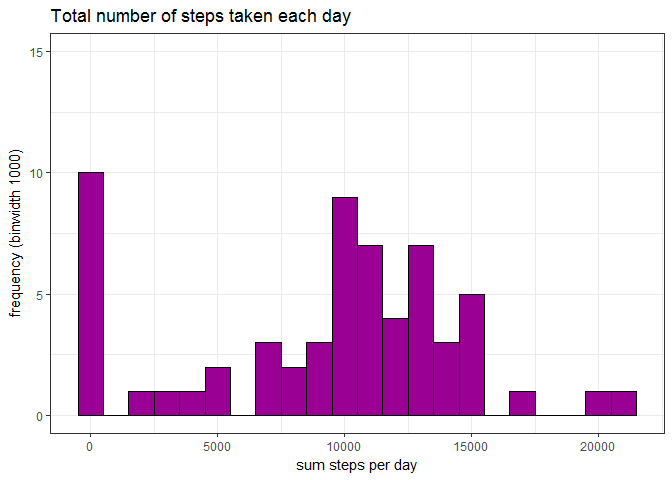 Total number of steps taken each day
15
10
5
0
frequency (binwidth 1000)
0 5000 10000 15000 20000
sum steps per day